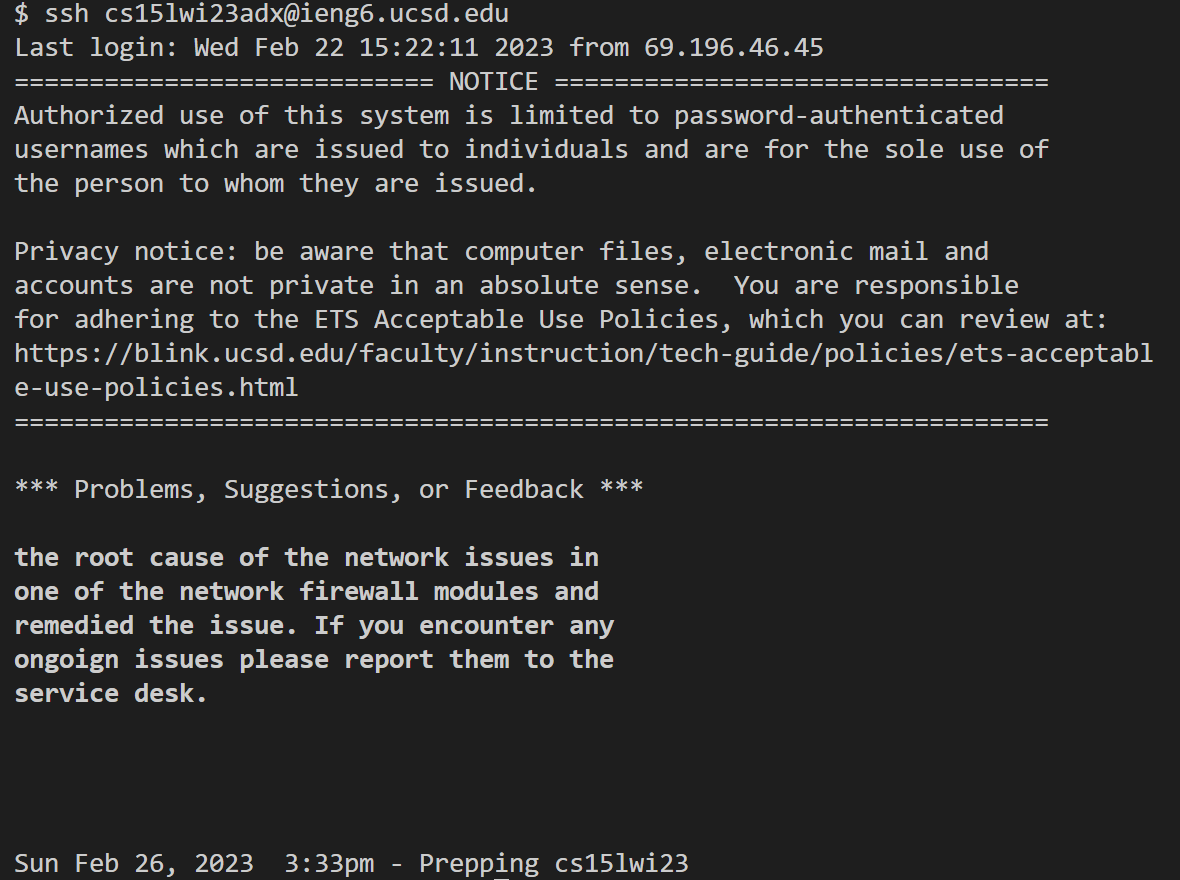 $ ssh cs15lwi23adx@ieng6.ucsd.edu
Last login: Wed Feb 22 15:22:11 2023 from 69.196.46.45
============================ NOTICE =================================
Authorized use of this system is limited to password-authenticated
usernames which are issued to individuals and are for the sole use of
the person to whom they are issued.

Privacy notice: be aware that computer files, electronic mail and
accounts are not private in an absolute sense.  You are responsible
for adhering to the ETS Acceptable Use Policies, which you can review at:
https://blink.ucsd.edu/faculty/instruction/tech-guide/policies/ets-acceptabl
e-use-policies.html
=====================================================================

*** Problems, Suggestions, or Feedback ***

the root cause of the network issues in
one of the network firewall modules and
remedied the issue. If you encounter any
ongoign issues please report them to the
service desk.

Sun Feb 26, 2023  3:33pm - Prepping cs15lwi23